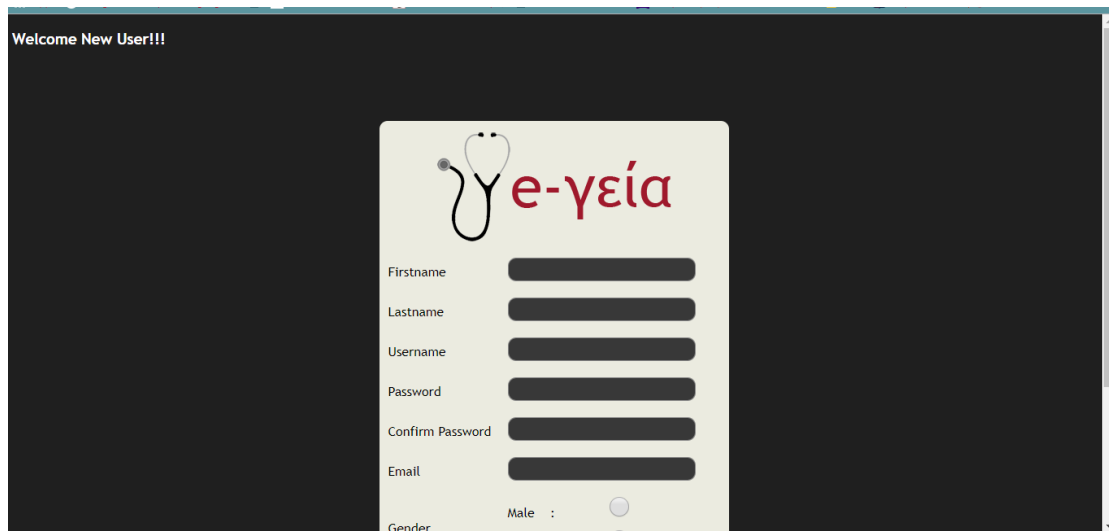 Welcome New User!!!
e-γεία
Firstname
Lastname
Username
Password
Confirm Password
Email
Male :
Gender